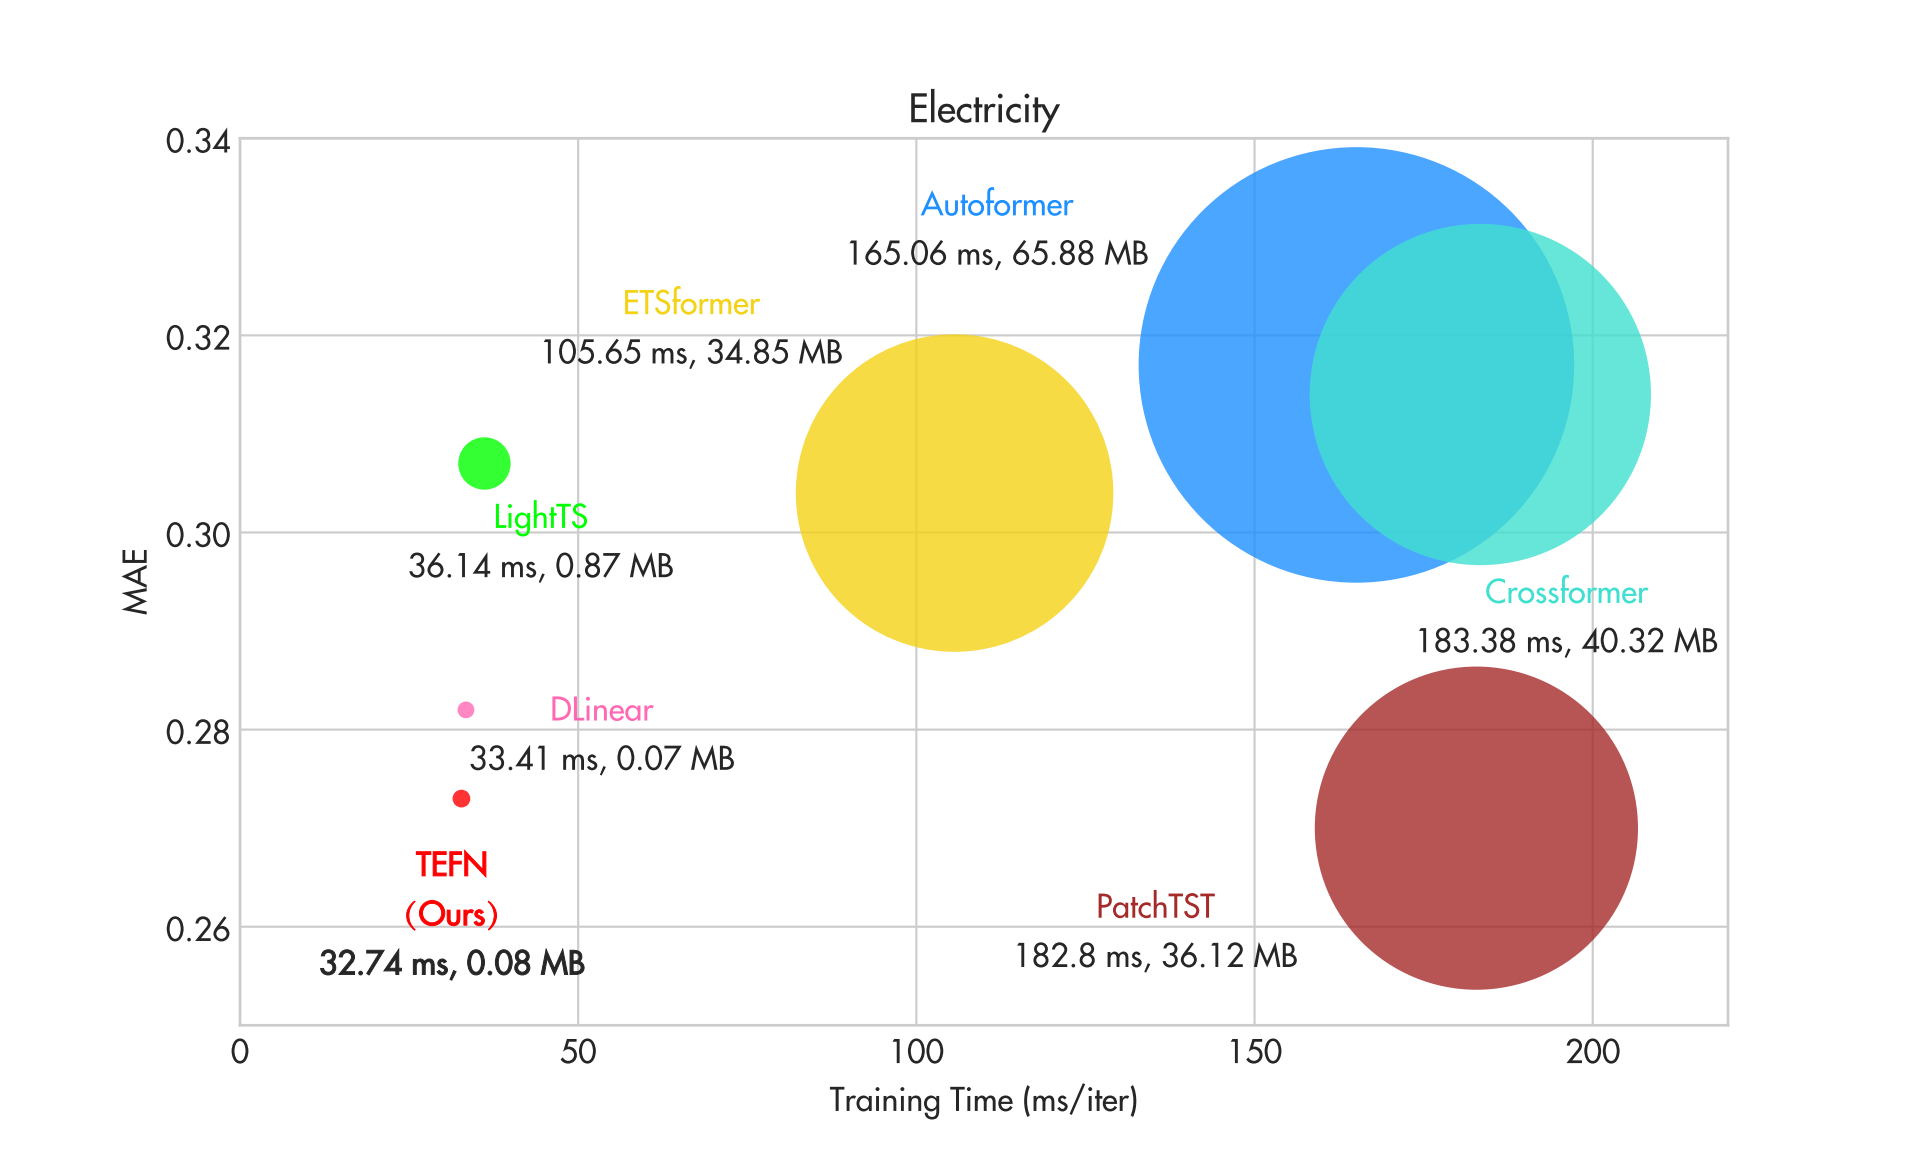 Electricity
0.34
Autoformer
165.06 ms, 65.88 MB
ETSformer
0.32
105.65 ms, 34.85 MB
LightTS
0.30
36.14 ms, 0.87 MB
MAE
Crossformer
183.38 ms, 40.32 MB
DLinear
0.28
33.41 ms, 0.07 MB
TEFN
(Ours)
PatchTST
0.26
32.74 ms, 0.08 MB
182.8 ms, 36.12 MB
0 50 100 150 200
Training Time (ms/iter)